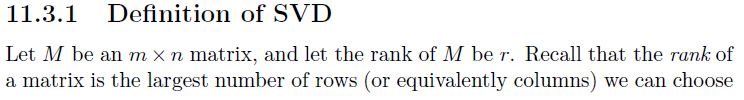 11.3.1 Definition of SVD
Let M be an m × n matrix, and let the rank of M be r. Recall that the rank of
a matrix is the largest number of rows (or equivalently columns) we can choose